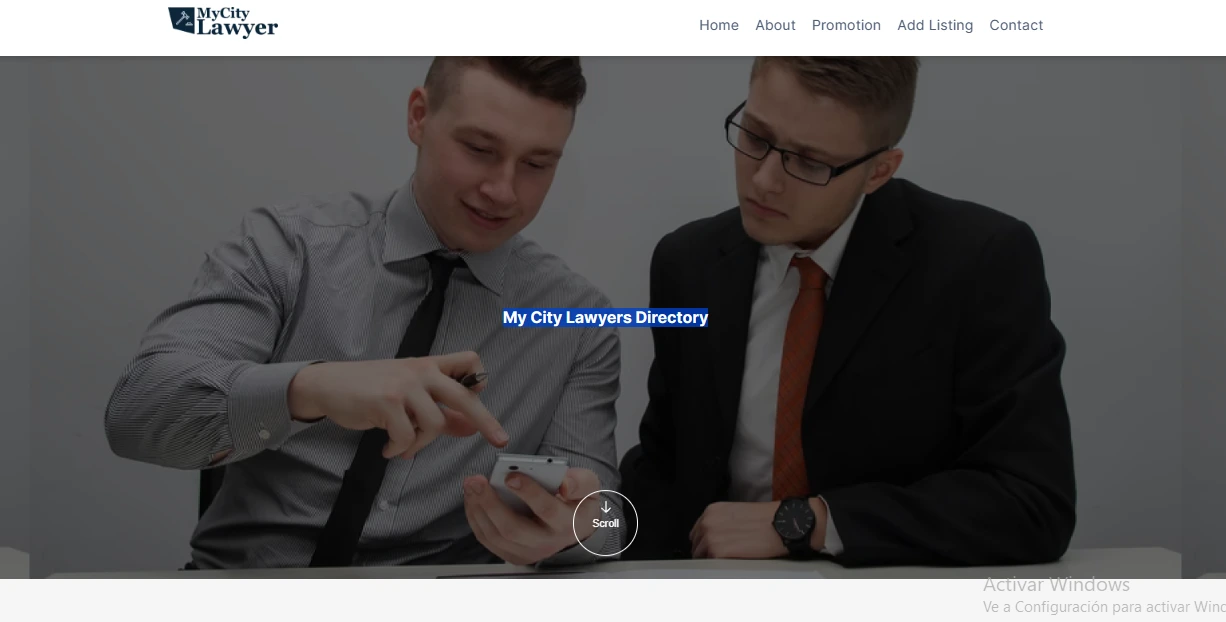 MyCity
Lawyer
Home About Promotion Add Listing Contact
My City Lawyers Directory
Scroll
Activar Windows
Ve a Configuración para activar Winc